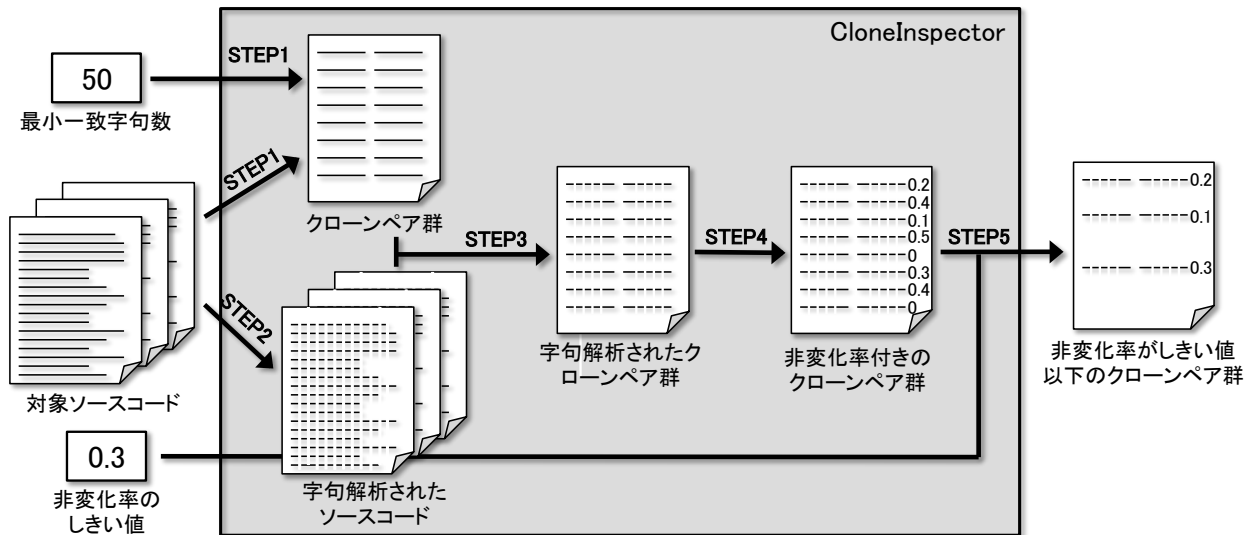 CloneInspector
50
最小一致字句数
STEP1
STEP1
クローンペア群
対象ソースコード
STEP2
字句解析された
ソースコード
0.3
非変化率の
しきい値
STEP3
字句解析されたク
ローンペア群
STEP4
0.2
0.4
0.1
0.5
0
0.3
0.4
0
非変化率付きの
クローンペア群
STEP5
0.2
0.1
0.3
非変化率がしきい値
以下のクローンペア群